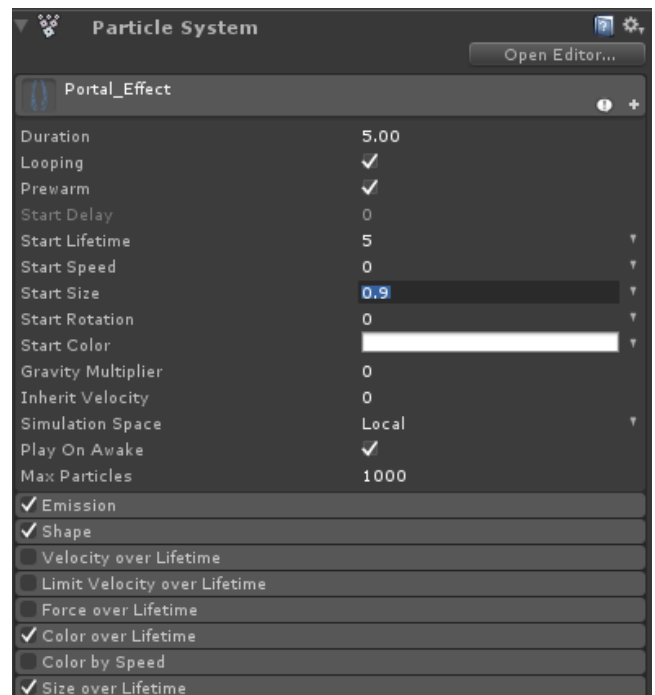 Particle System
Open Editor...
Portal_Effect
Duration 5.00
Looping
Prewarm
Start Delay 0
Start Lifetime 5
Start Speed 0
Start Size 0.9
Start Rotation 0
Start Color
Gravity Multiplier 0
Inherit Velocity 0
Simulation Space Local
Play On Awake
Max Particles 1000
Emission
Shape
Velocity over Lifetime
Limit Velocity over Lifetime
Force over Lifetime
Color over Lifetime
Color by Speed
Size over Lifetime